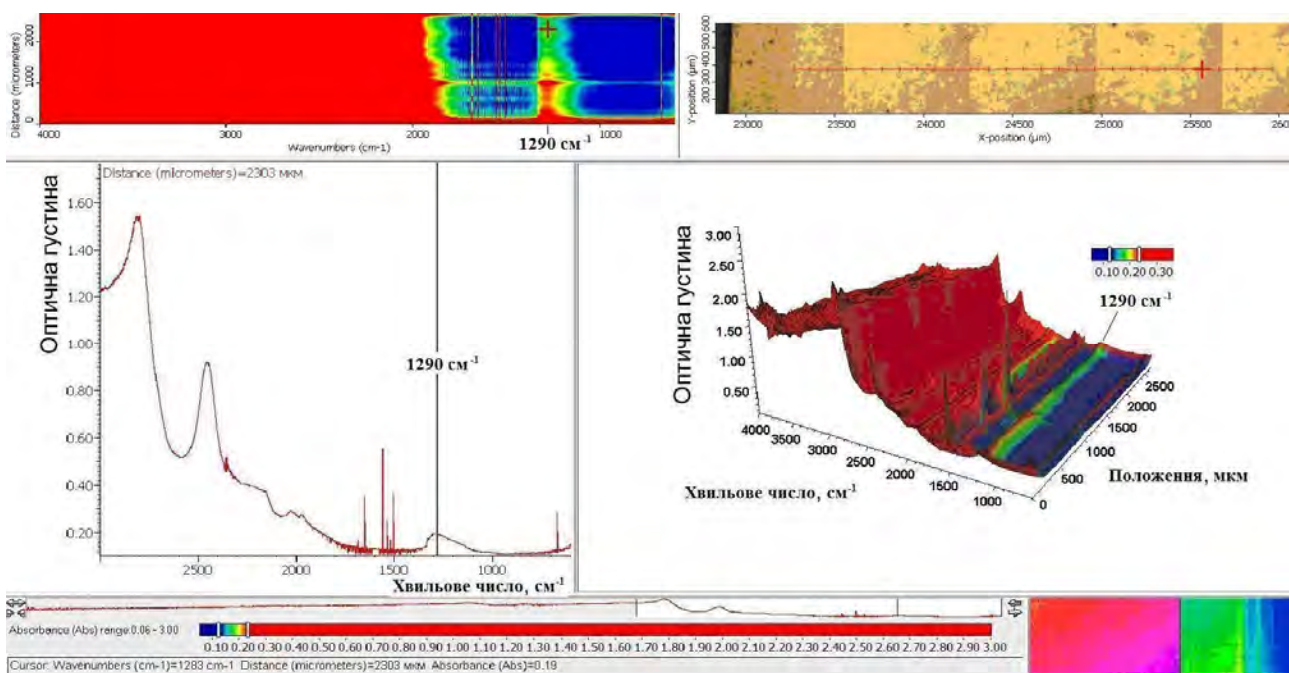 Distance (micrometers)
2000
1000
0
4000 3000 2000 1000
Wavenumbers (cm-1)
1290 см⁻¹
Y-position (µm)
200 300 400 500 600
23000 23500 24000 24500 25000 25500 260
X-position (µm)
Distance (micrometers)=2303 мкм
Оптична густина
1.60
1.40
1.20
1.00
0.80
0.60
0.40
0.20
1290 см⁻¹
2500 2000 1500 1000
Хвильове число, см⁻¹
Оптична густина
3.00
2.50
2.00
1.50
1.00
0.50
0.10 0.20 0.30
1290 см⁻¹
4000 3500 3000 2500 2000 1500 1000
Хвильове число, см⁻¹
0 500 1000 1500 2000 2500
Положення, мкм
Absorbance (Abs) range:0.06 - 3.00
0.10 0.20 0.30 0.40 0.50 0.60 0.70 0.80 0.90 1.00 1.10 1.20 1.30 1.40 1.50 1.60 1.70 1.80 1.90 2.00 2.10 2.20 2.30 2.40 2.50 2.60 2.70 2.80 2.90 3.00
Cursor: Wavenumbers (cm-1)=1283 cm-1 Distance (micrometers)=2303 мкм Absorbance (Abs)=0.19